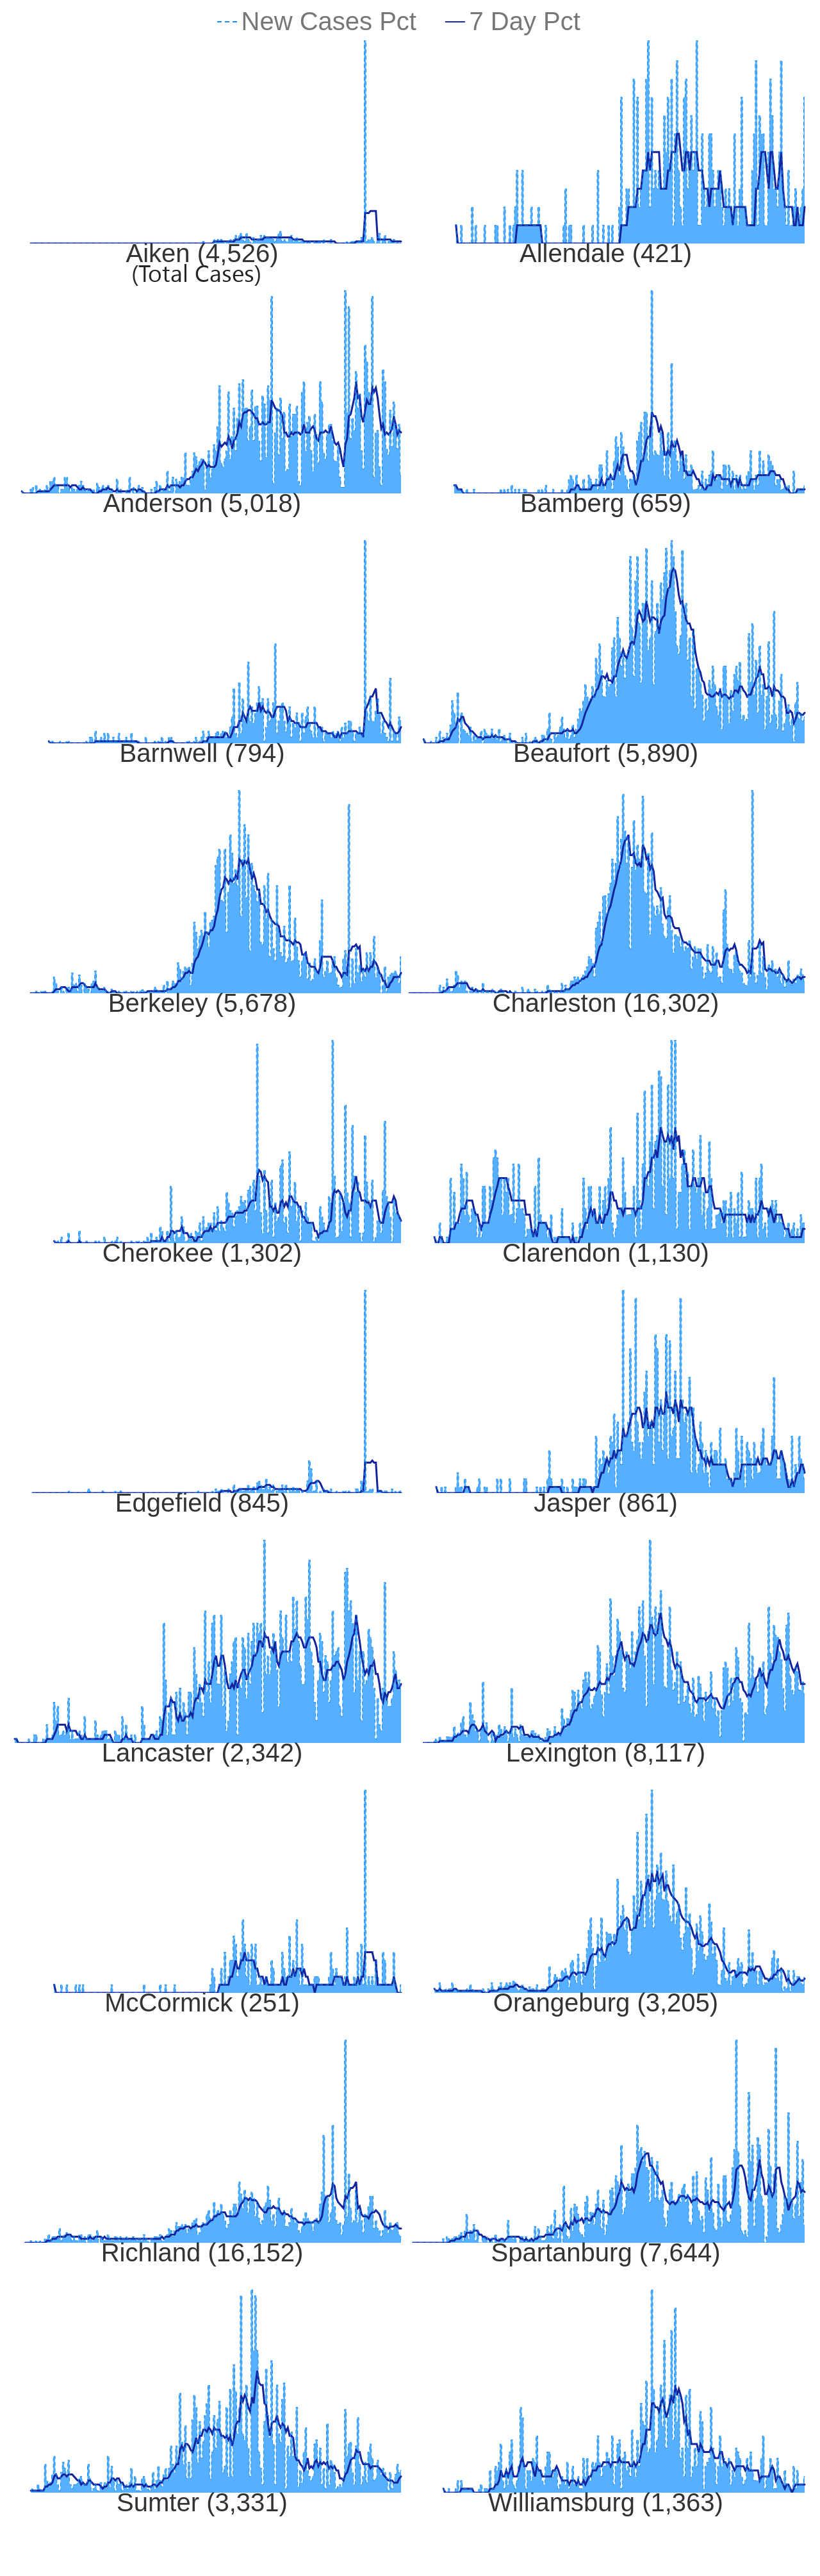 New Cases Pct 7 Day Pct
Aiken (4,526) Allendale (421)
(Total Cases)
Anderson (5,018) Bamberg (659)
Barnwell (794) Beaufort (5,890)
Berkeley (5,678) Charleston (16,302)
Cherokee (1,302) Clarendon (1,130)
Edgefield (845) Jasper (861)
Lancaster (2,342) Lexington (8,117)
McCormick (251) Orangeburg (3,205)
Richland (16,152) Spartanburg (7,644)
Sumter (3,331) Williamsburg (1,363)